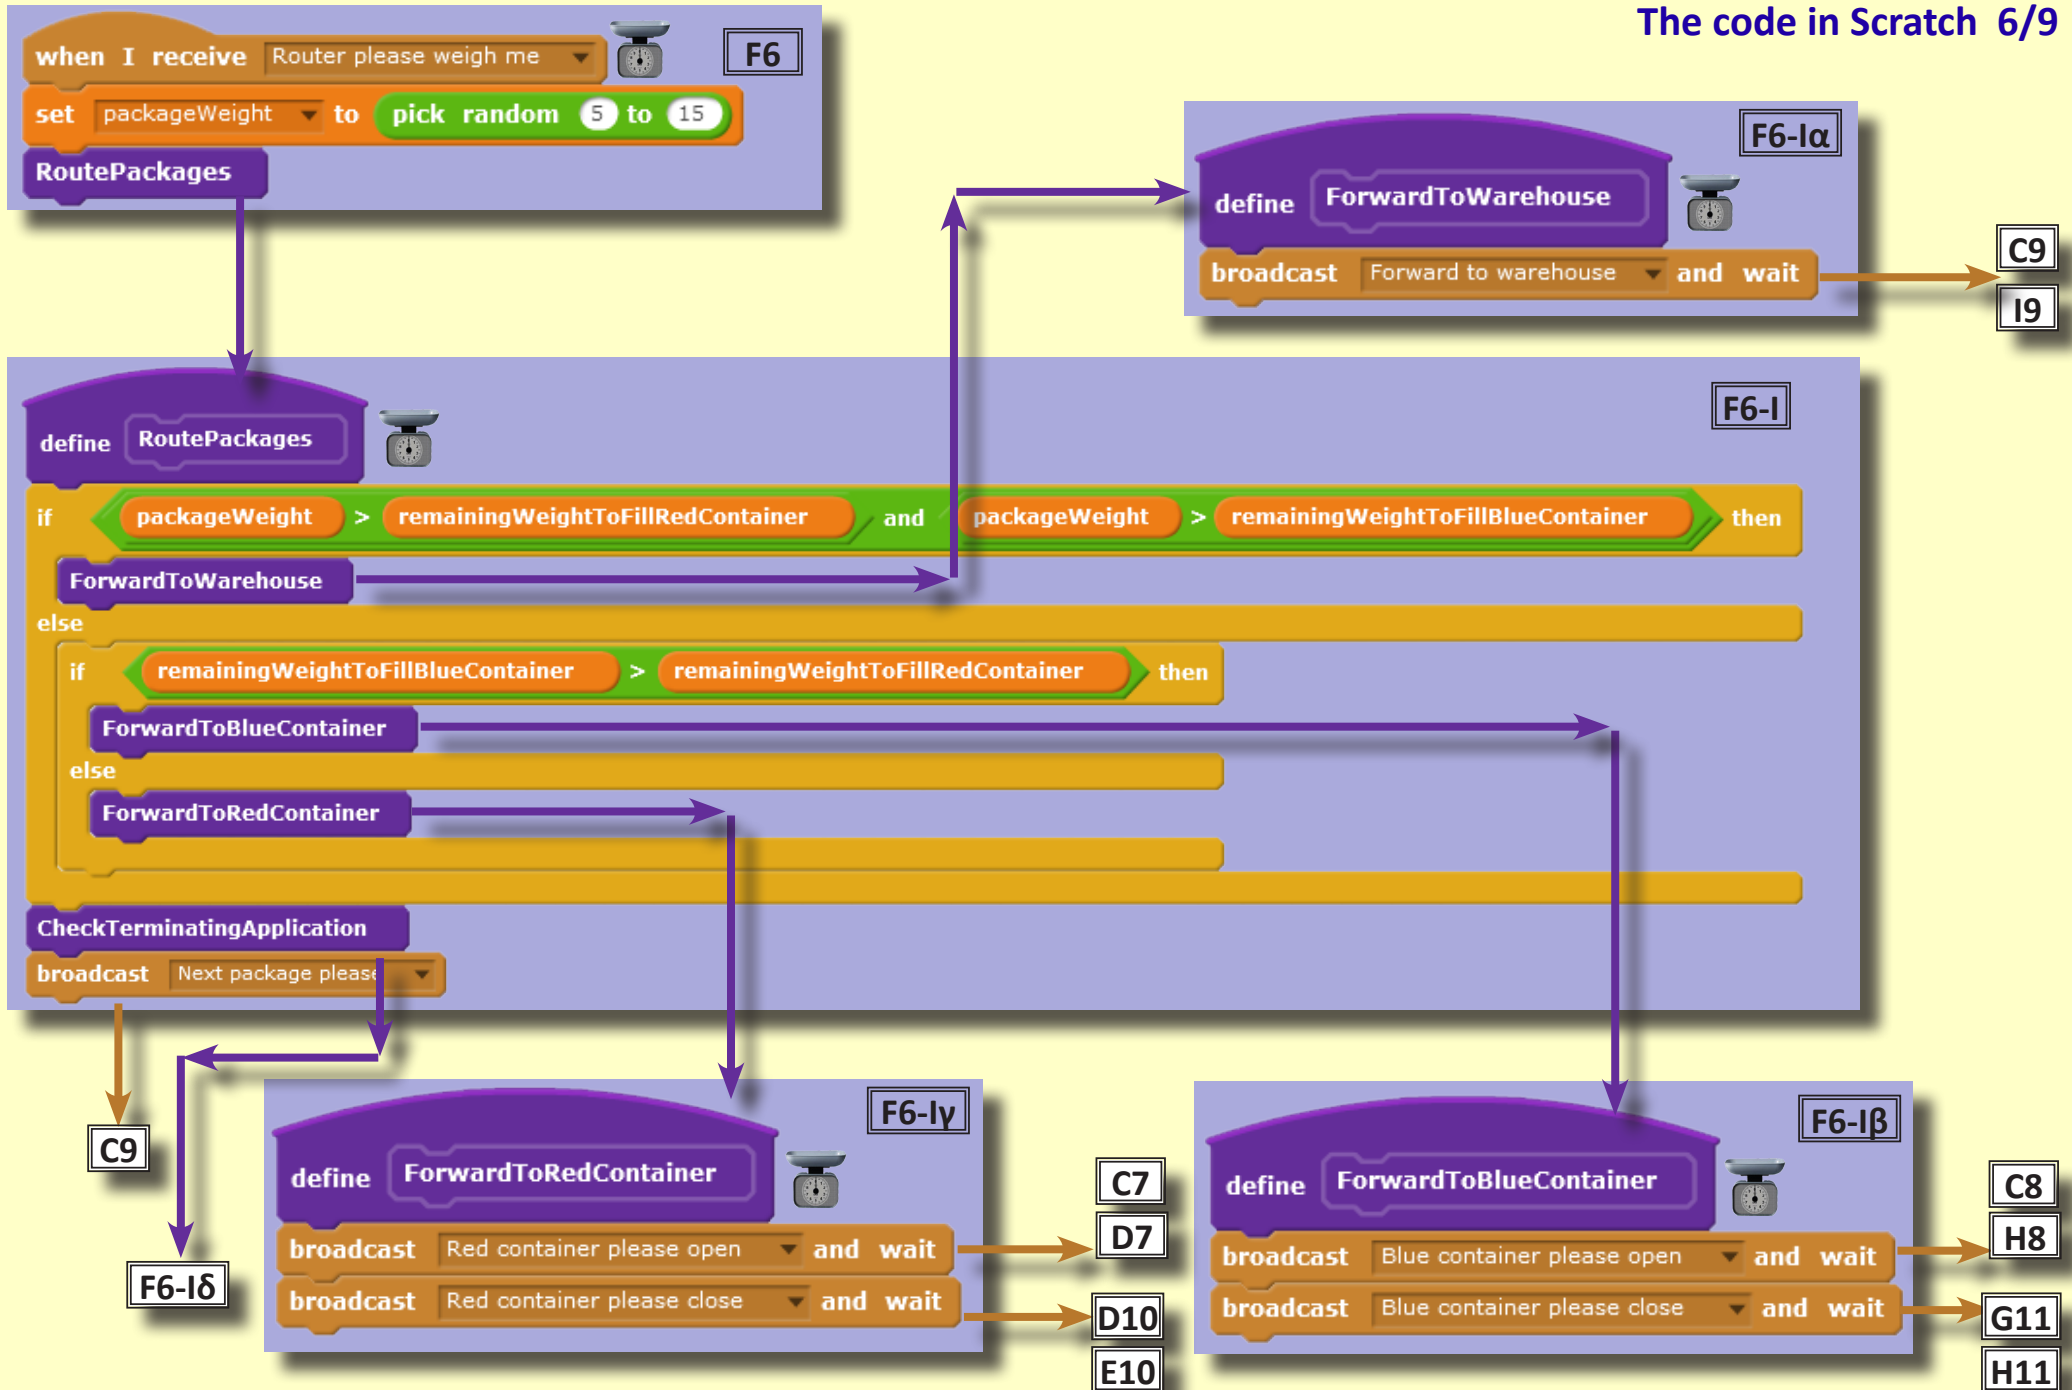 The code in Scratch 6/9
when I receive Router please weigh me
F6
set packageWeight to pick random 5 to 15
RoutePackages
F6-Iα
define ForwardToWarehouse
broadcast Forward to warehouse and wait
C9
I9
F6-I
define RoutePackages
if packageWeight > remainingWeightToFillRedContainer and packageWeight > remainingWeightToFillBlueContainer then
ForwardToWarehouse
else
if remainingWeightToFillBlueContainer > remainingWeightToFillRedContainer then
ForwardToBlueContainer
else
ForwardToRedContainer
CheckTerminatingApplication
broadcast Next package please
C9
F6-Iδ
F6-Iγ
define ForwardToRedContainer
broadcast Red container please open and wait
broadcast Red container please close and wait
C7
D7
D10
E10
F6-Iβ
define ForwardToBlueContainer
broadcast Blue container please open and wait
broadcast Blue container please close and wait
C8
H8
G11
H11